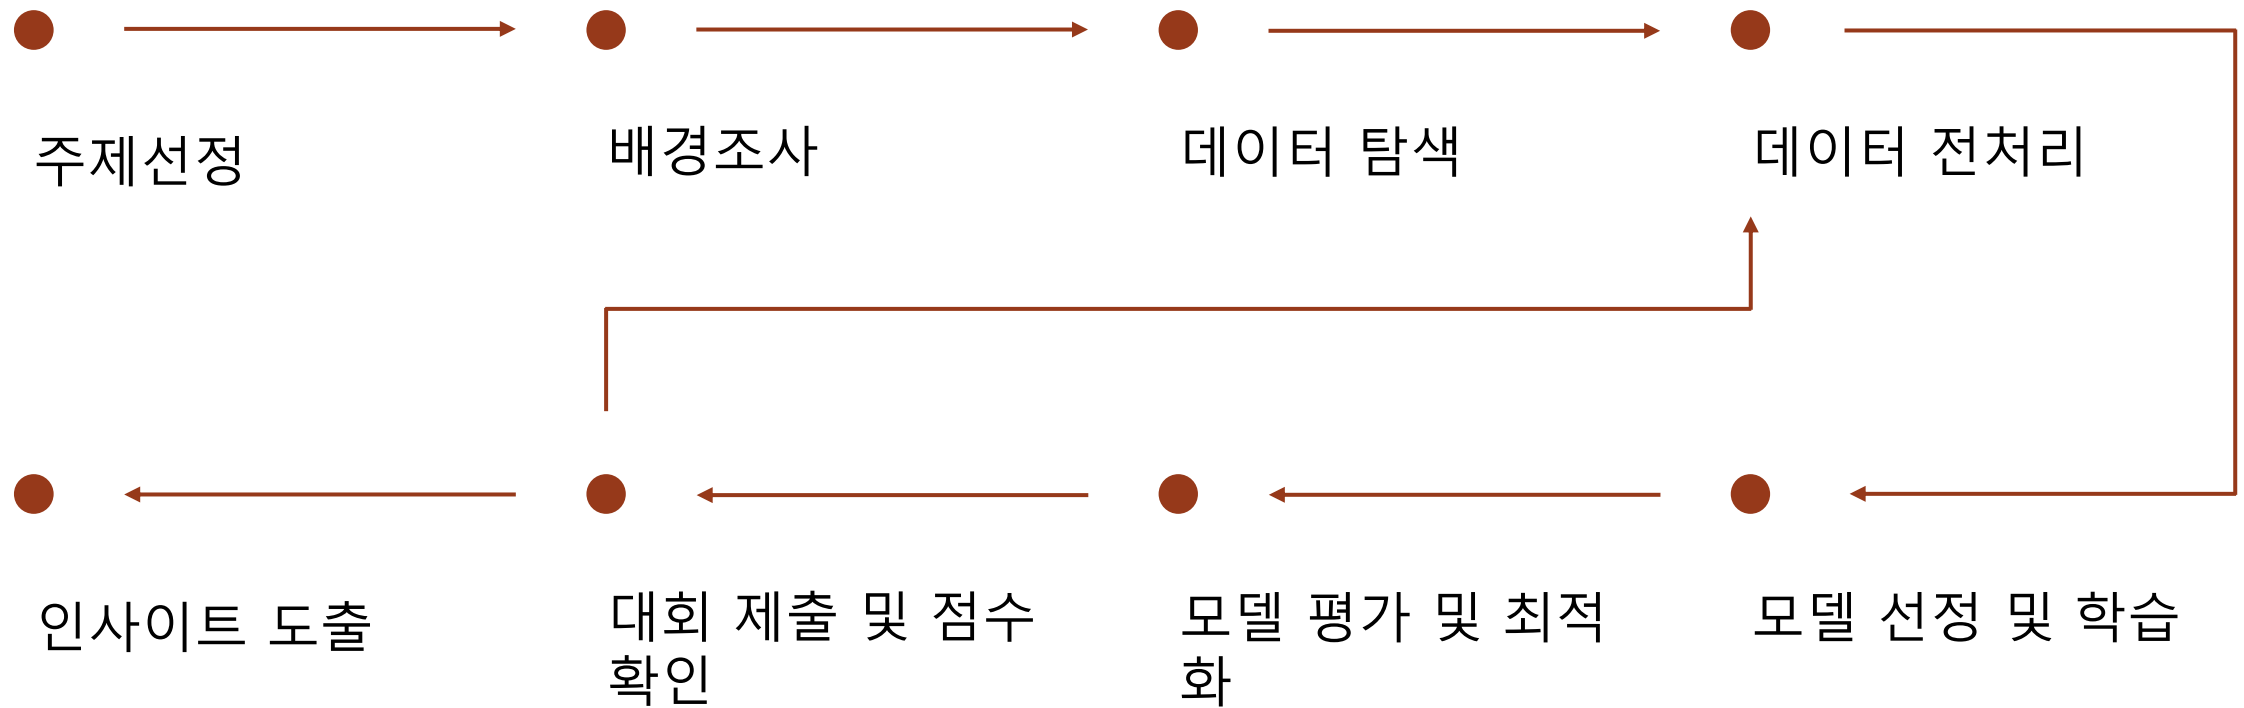 주제선정
배경조사
데이터 탐색
데이터 전처리
인사이트 도출
대회 제출 및 점수
확인
모델 평가 및 최적
화
모델 선정 및 학습